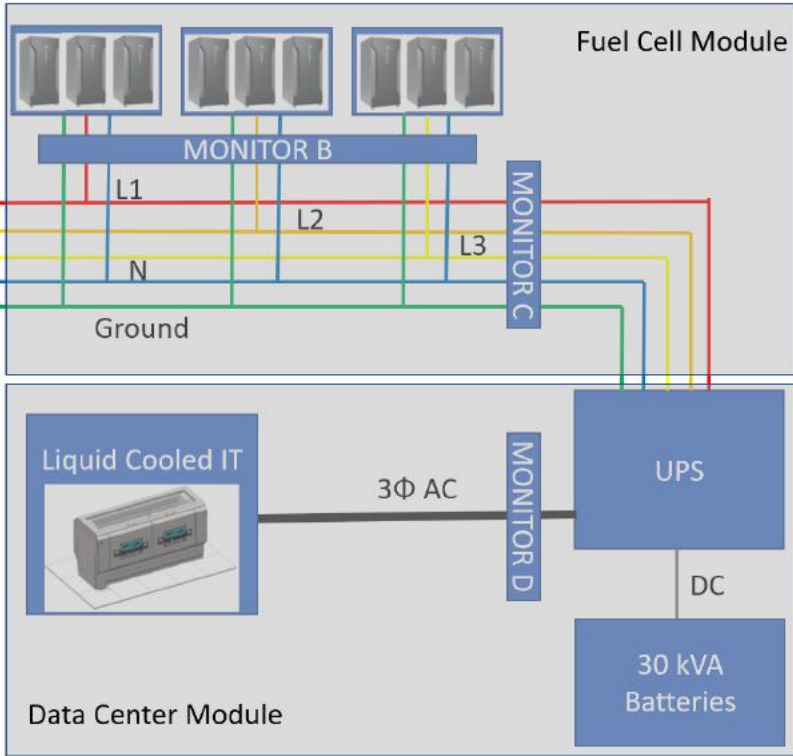 Fuel Cell Module
MONITOR B
L1
L2
L3
N
Ground
MONITOR C
Liquid Cooled IT
3Φ AC
MONITOR D
UPS
DC
30 kVA
Batteries
Data Center Module